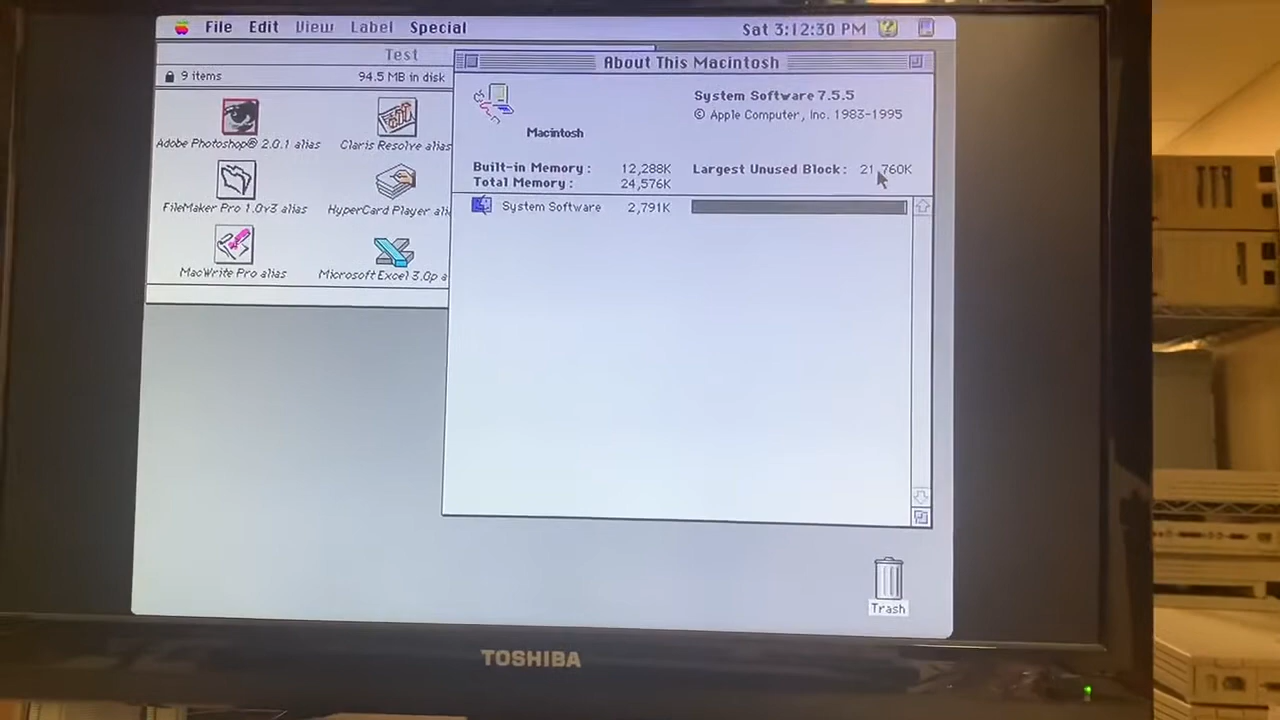 File Edit View Label Special
Sat 3:12:30 PM
Test
9 items
94.5 MB in disk
Adobe Photoshop® 2.0.1 alias
Claris Resolve alias
FileMaker Pro 1.0v3 alias
HyperCard Player ali
MacWrite Pro alias
Microsoft Excel 3.0p a
About This Macintosh
Macintosh
System Software 7.5.5
© Apple Computer, Inc. 1983-1995
Built-in Memory: 12,288K
Largest Unused Block: 21,760K
Total Memory: 24,576K
System Software 2,791K
Trash
TOSHIBA